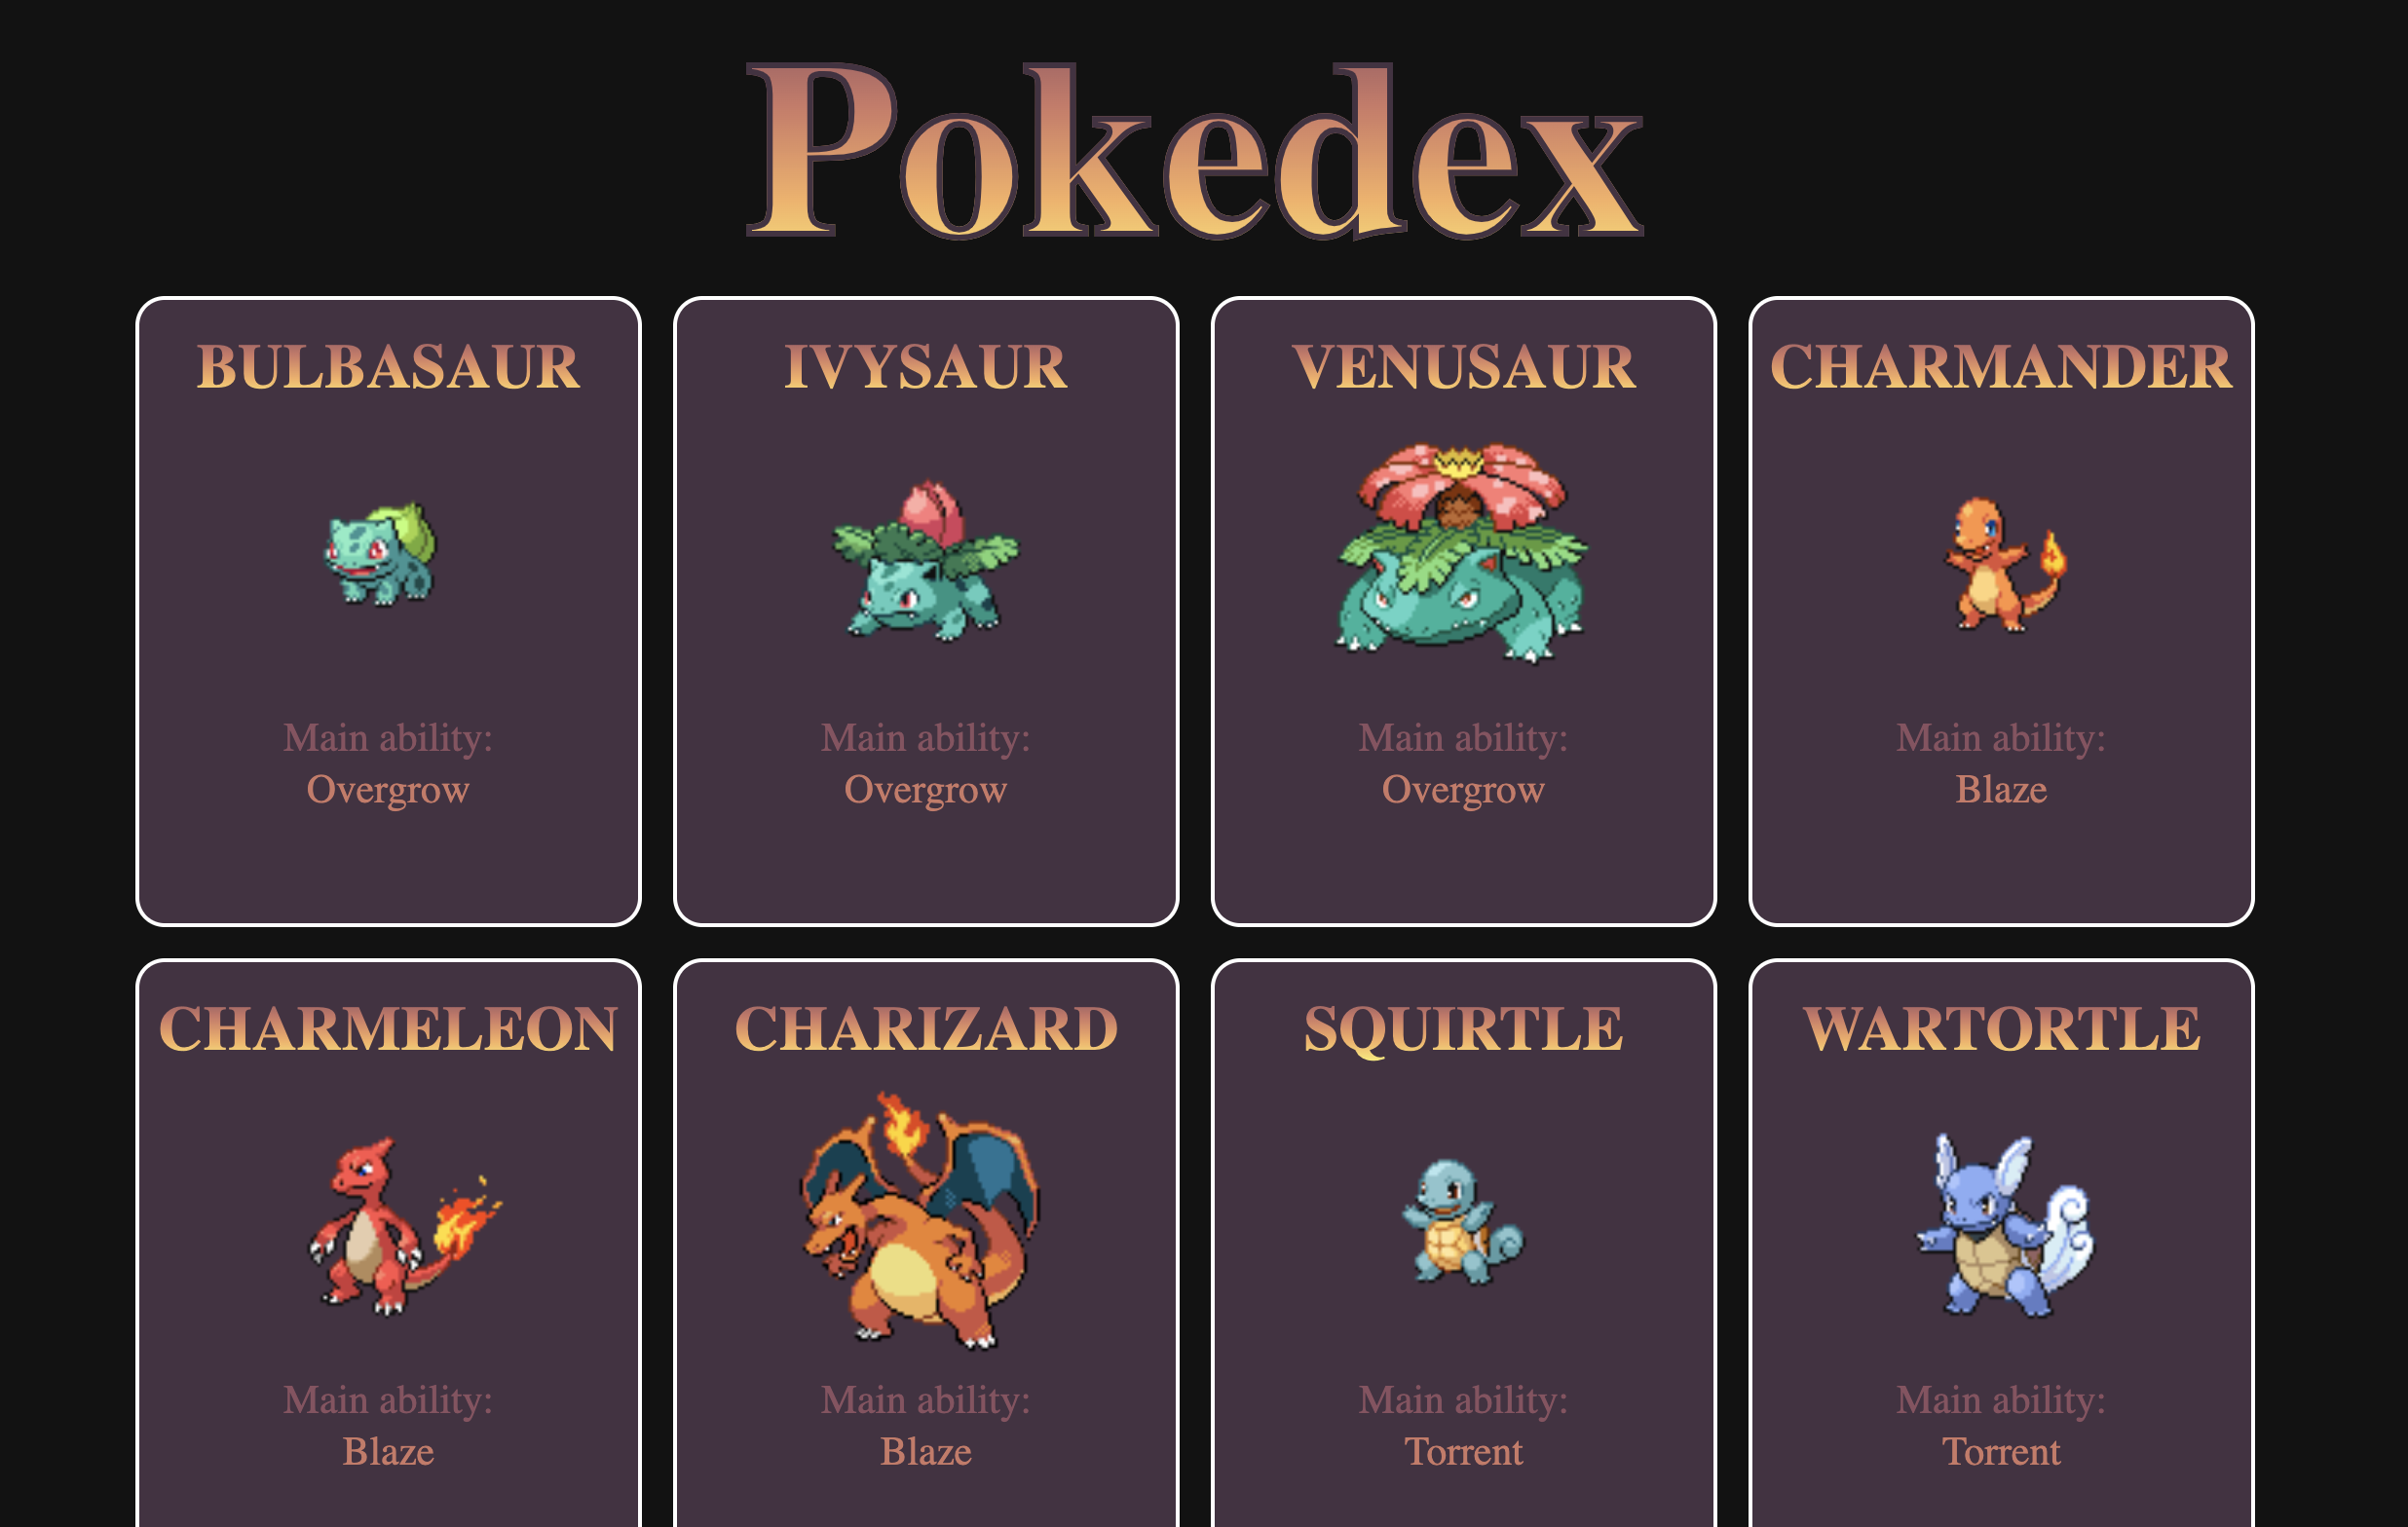 Pokedex
BULBASAUR
Main ability:
Overgrow
IVYSAUR
Main ability:
Overgrow
VENUSAUR
Main ability:
Overgrow
CHARMANDER
Main ability:
Blaze
CHARMELEON
Main ability:
Blaze
CHARIZARD
Main ability:
Blaze
SQUIRTLE
Main ability:
Torrent
WARTORTLE
Main ability:
Torrent